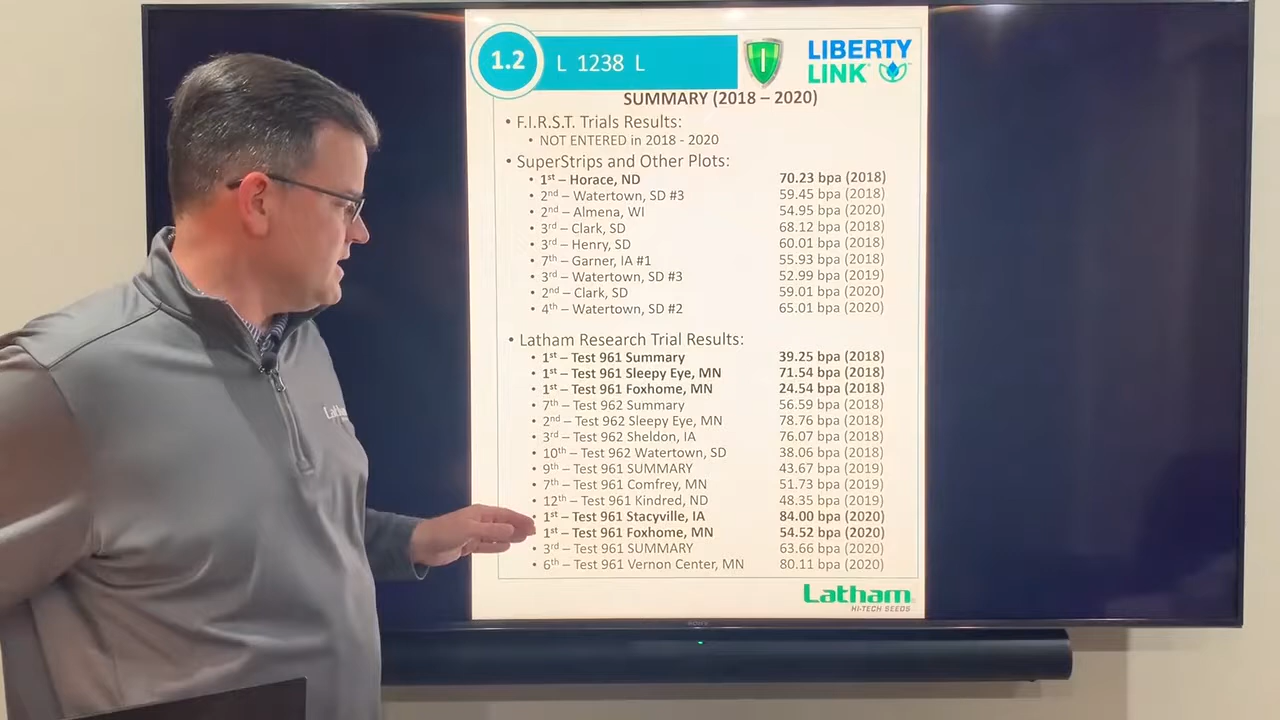 1.2
L 1238 L
LIBERTY
LINK®
SUMMARY (2018 – 2020)
• F.I.R.S.T. Trials Results:
• NOT ENTERED in 2018 - 2020
• SuperStrips and Other Plots:
• 1st – Horace, ND 70.23 bpa (2018)
• 2nd – Watertown, SD #3 59.45 bpa (2018)
• 2nd – Almena, WI 54.95 bpa (2020)
• 3rd – Clark, SD 68.12 bpa (2018)
• 3rd – Henry, SD 60.01 bpa (2018)
• 7th – Garner, IA #1 55.93 bpa (2018)
• 3rd – Watertown, SD #3 52.99 bpa (2019)
• 2nd – Clark, SD 59.01 bpa (2020)
• 4th – Watertown, SD #2 65.01 bpa (2020)
• Latham Research Trial Results:
• 1st – Test 961 Summary 39.25 bpa (2018)
• 1st – Test 961 Sleepy Eye, MN 71.54 bpa (2018)
• 1st – Test 961 Foxhome, MN 24.54 bpa (2018)
• 7th – Test 962 Summary 56.59 bpa (2018)
• 2nd – Test 962 Sleepy Eye, MN 78.76 bpa (2018)
• 3rd – Test 962 Sheldon, IA 76.07 bpa (2018)
• 10th – Test 962 Watertown, SD 38.06 bpa (2018)
• 9th – Test 961 SUMMARY 43.67 bpa (2019)
• 7th – Test 961 Comfrey, MN 51.73 bpa (2019)
• 12th – Test 961 Kindred, ND 48.35 bpa (2019)
• 1st – Test 961 Stacyville, IA 84.00 bpa (2020)
1st – Test 961 Foxhome, MN 54.52 bpa (2020)
• 3rd – Test 961 SUMMARY 63.66 bpa (2020)
• 6th – Test 961 Vernon Center, MN 80.11 bpa (2020)
Latham
HI-TECH SEEDS
SONY